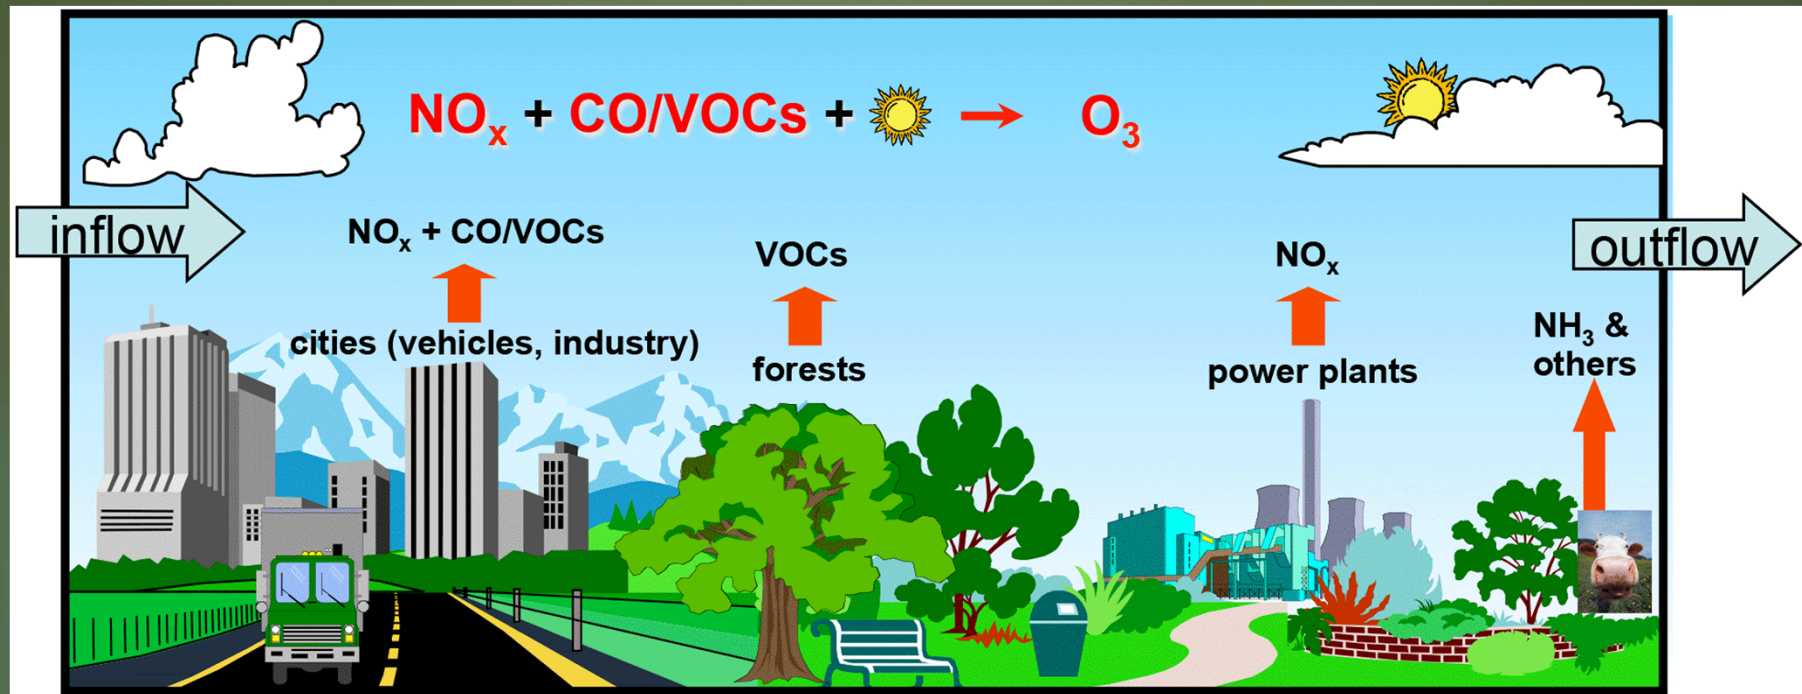 NOx + CO/VOCs + → O3
inflow
NOx + CO/VOCs
cities (vehicles, industry)
VOCs
forests
NOx
power plants
outflow
NH3 &
others